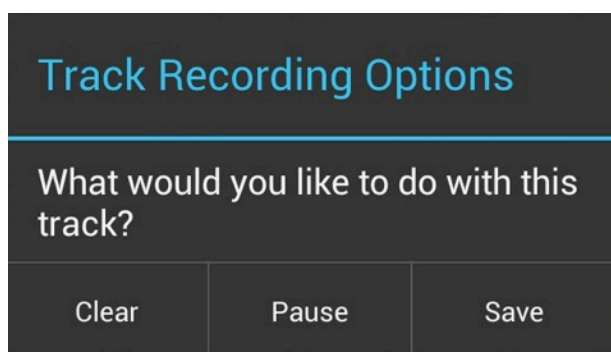 Track Recording Options
What would you like to do with this
track?
Clear
Pause
Save